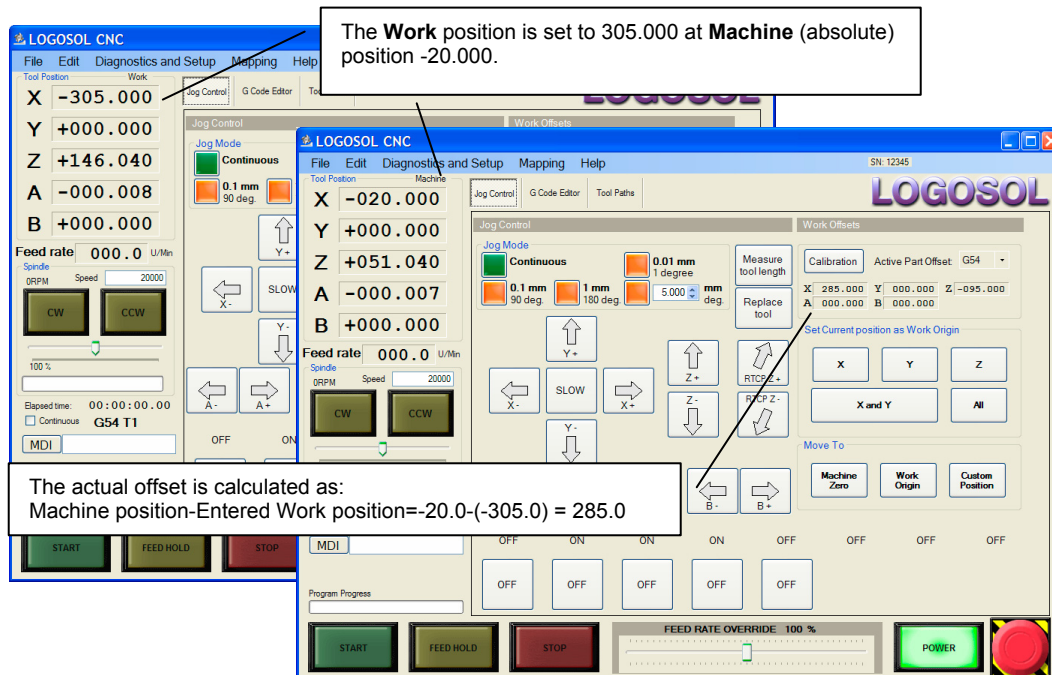 The Work position is set to 305.000 at Machine (absolute)
position -20.000.
LOGOSOL CNC
File Edit Diagnostics and Setup Mapping Help
Tool Position Work
X -305.000
Y +000.000
Z +146.040
A -000.008
B +000.000
Feed rate 000.0 U/Min
Spindle
0RPM Speed 20000
CW CCW
100 %
Elapsed time: 00:00:00.00
Continuous G54 T1
MDI
Jog Control G Code Editor
Jog Control Work Offsets
Jog Mode
Continuous
0.1 mm
90 deg.
Y+
X- SLOW
Y-
A- A+
OFF
START FEED HOLD STOP
LOGOSOL CNC
File Edit Diagnostics and Setup Mapping Help SN: 12345
LOGOSOL
Tool Position Machine
X -020.000
Y +000.000
Z +051.040
A -000.007
B +000.000
Feed rate 000.0 U/Min
Spindle
0RPM Speed 20000
CW CCW
MDI
Program Progress
Jog Control G Code Editor Tool Paths
Jog Control
Jog Mode
Continuous 0.01 mm
1 degree
0.1 mm 1 mm 5.000 mm
90 deg. 180 deg. deg.
Measure
tool length
Replace
tool
Y+
X- SLOW X+
Y-
Z+ RTCP Z+
Z- RTCP Z-
B- B+
Work Offsets
Calibration Active Part Offset: G54
X 285.000 Y 000.000 Z -095.000
A 000.000 B 000.000
Set Current position as Work Origin
X Y Z
X and Y All
Move To
Machine
Zero
Work
Origin
Custom
Position
The actual offset is calculated as:
Machine position-Entered Work position=-20.0-(-305.0) = 285.0
OFF ON ON ON OFF OFF OFF OFF
OFF OFF OFF OFF OFF
FEED RATE OVERRIDE 100 %
START FEED HOLD STOP POWER